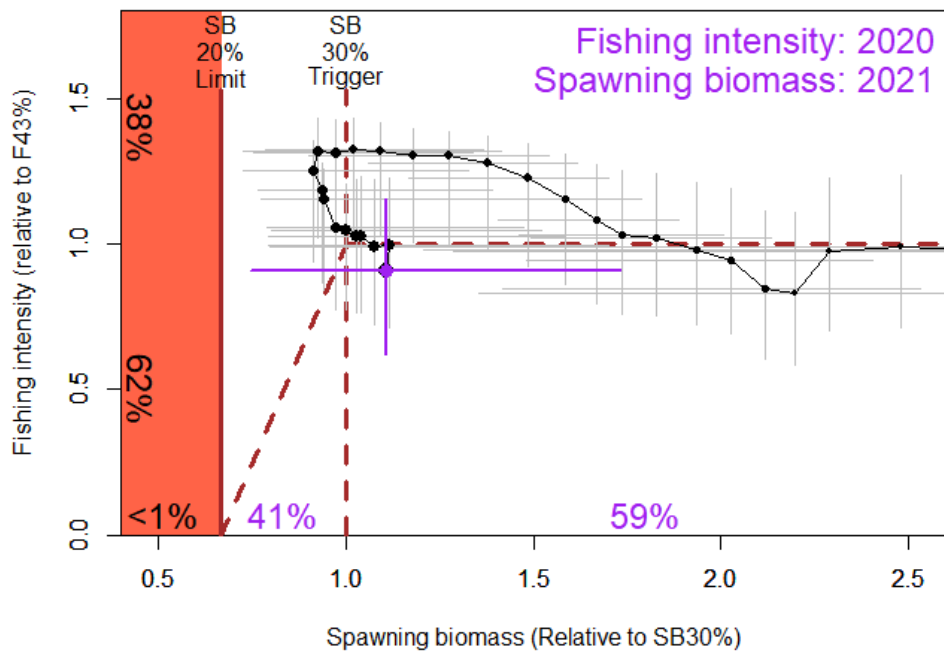 SB
20%
Limit
SB
30%
Trigger
Fishing intensity: 2020
Spawning biomass: 2021
Fishing intensity (relative to F43%)
1.5
1.0
0.5
0.0
38%
62%
<1%
41%
59%
0.5
1.0
1.5
2.0
2.5
Spawning biomass (Relative to SB30%)